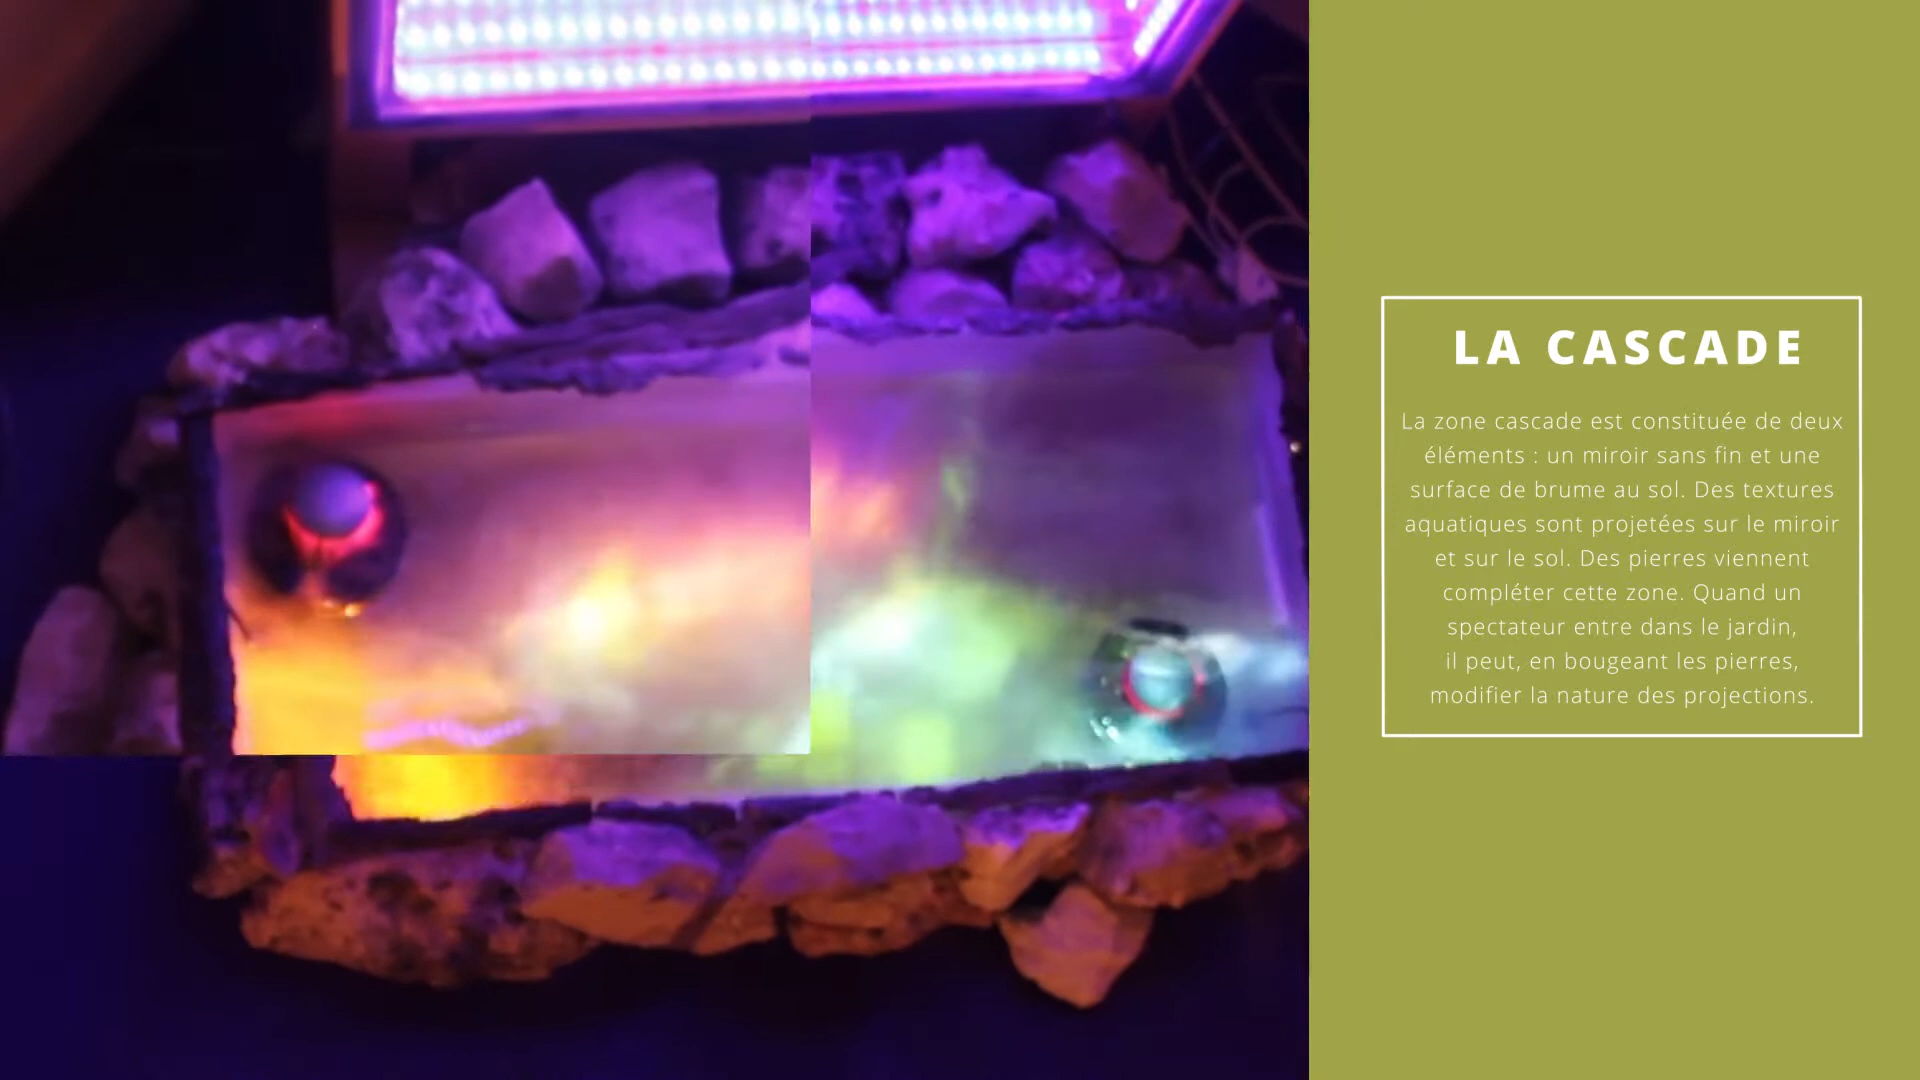 LA CASCADE
La zone cascade est constituée de deux
éléments : un miroir sans fin et une
surface de brume au sol. Des textures
aquatiques sont projetées sur le miroir
et sur le sol. Des pierres viennent
compléter cette zone. Quand un
spectateur entre dans le jardin,
il peut, en bougeant les pierres,
modifier la nature des projections.